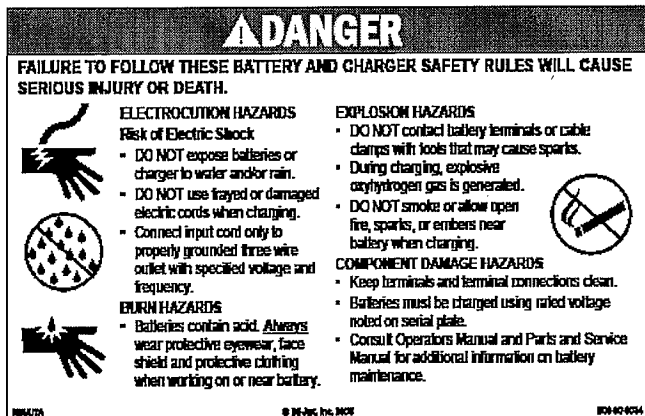 DANGER
FAILURE TO FOLLOW THESE BATTERY AND CHARGER SAFETY RULES WILL CAUSE
SERIOUS INJURY OR DEATH.
ELECTROCUTION HAZARDS
Risk of Electric Shock
- DO NOT expose batteries or
charger to water and/or rain.
- DO NOT use frayed or damaged
electric cords when charging.
- Connect input cord only to
properly grounded three wire
outlet with specified voltage and
frequency.
BURN HAZARDS
- Batteries contain acid. Always
wear protective eyewear, face
shield and protective clothing
when working on or near battery.
EXPLOSION HAZARDS
- DO NOT contact battery terminals or cable
clamps with tools that may cause sparks.
- During charging, explosive
oxyhydrogen gas is generated.
- DO NOT smoke or allow open
fire, sparks, or embers near
battery when charging.
COMPONENT DAMAGE HAZARDS
- Keep terminals and terminal connections clean.
- Batteries must be charged using rated voltage
noted on serial plate.
- Consult Operators Manual and Parts and Service
Manual for additional information on battery
maintenance.